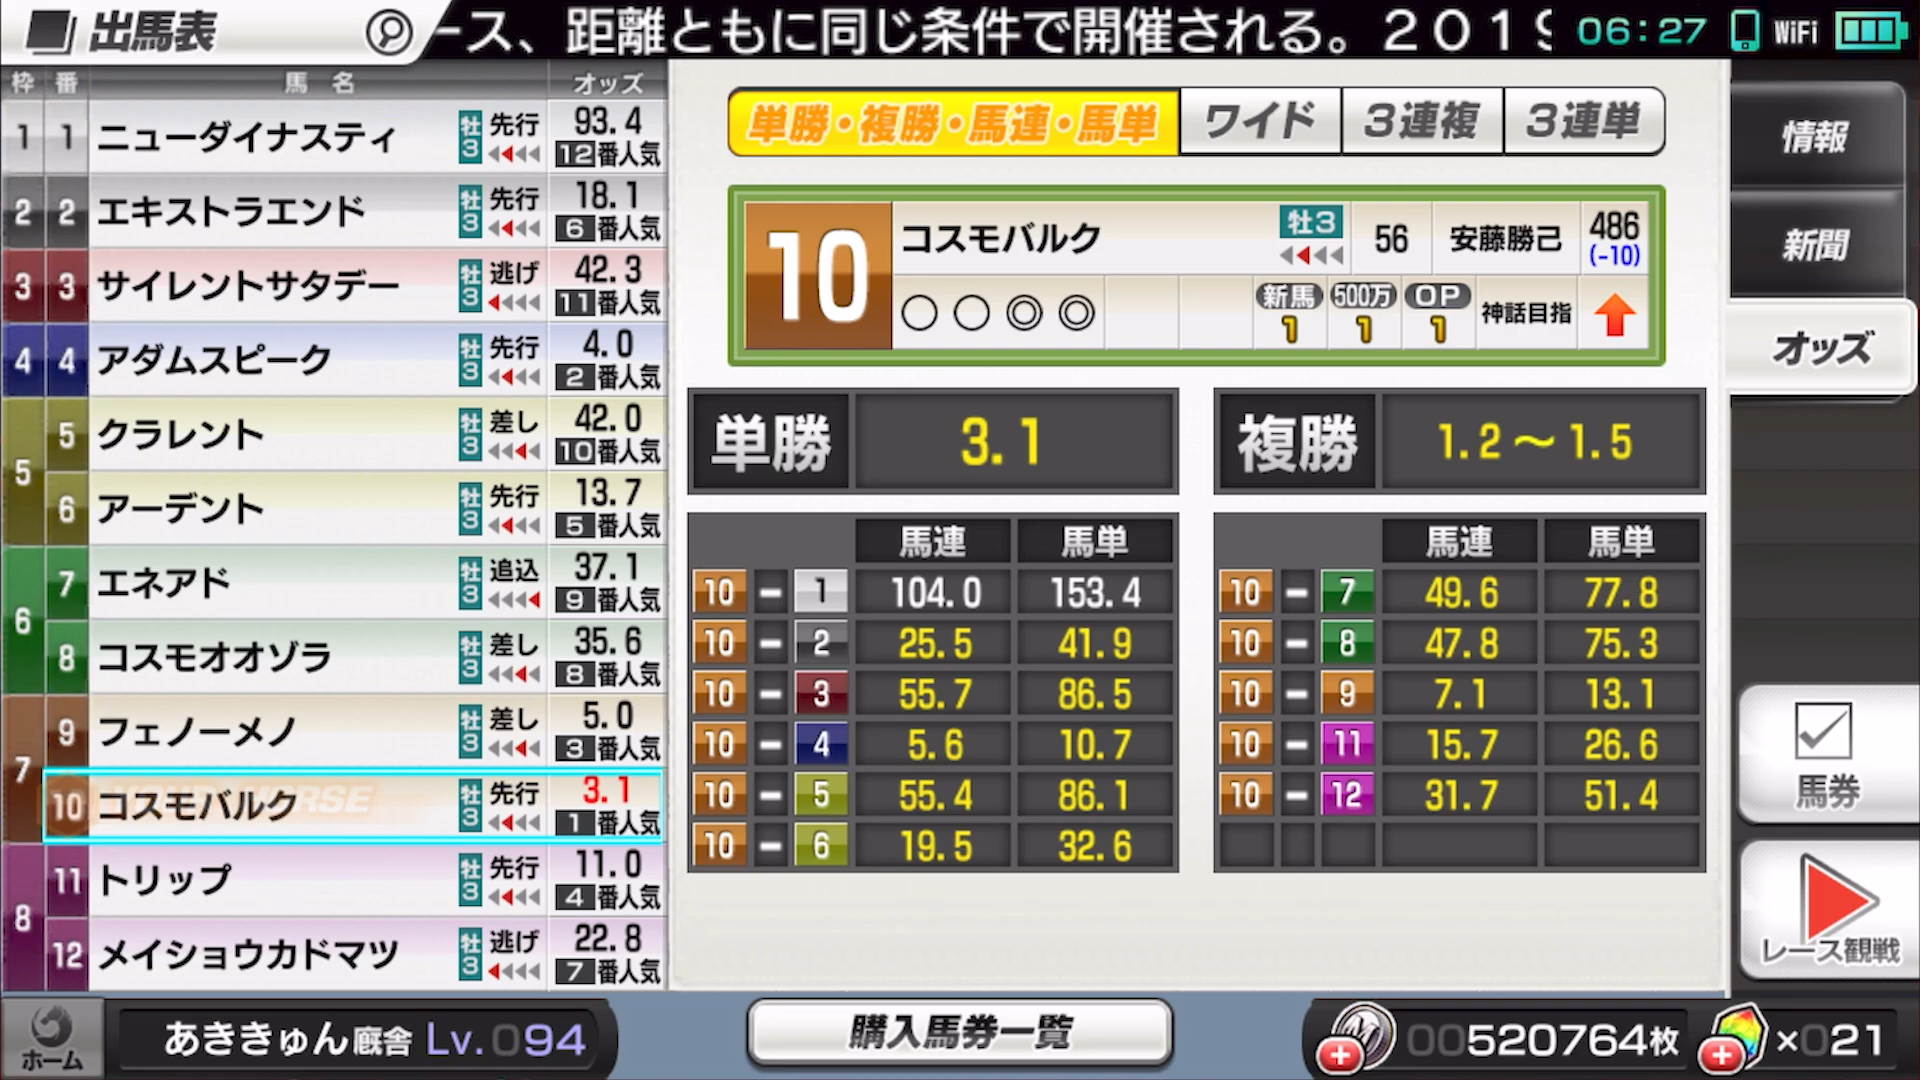 出馬表
ース、距離ともに同じ条件で開催される。２０１９
06:27 WiFi
枠 番 馬名 オッズ
1 1 ニューダイナスティ 牡3 先行 93.4 12番人気
2 2 エキストラエンド 牡3 先行 18.1 6番人気
3 3 サイレントサタデー 牡3 逃げ 42.3 11番人気
4 4 アダムスピーク 牡3 先行 4.0 2番人気
5 5 クラレント 牡3 差し 42.0 10番人気
6 アーデント 牡3 先行 13.7 5番人気
6 7 エネアド 牡3 追込 37.1 9番人気
8 コスモオオゾラ 牡3 差し 35.6 8番人気
7 9 フェノーメノ 牡3 差し 5.0 3番人気
10 コスモバルク 牡3 先行 3.1 1番人気
8 11 トリップ 牡3 先行 11.0 4番人気
12 メイショウカドマツ 牡3 逃げ 22.8 7番人気
単勝・複勝・馬連・馬単 ワイド 3連複 3連単
10 コスモバルク 牡3 56 安藤勝己 486 (-10)
○ ○ ◎ ◎ 新馬 1 500万 1 OP 1 神話目指
単勝 3.1
複勝 1.2～1.5
馬連 馬単
10 - 1 104.0 153.4
10 - 2 25.5 41.9
10 - 3 55.7 86.5
10 - 4 5.6 10.7
10 - 5 55.4 86.1
10 - 6 19.5 32.6
馬連 馬単
10 - 7 49.6 77.8
10 - 8 47.8 75.3
10 - 9 7.1 13.1
10 - 11 15.7 26.6
10 - 12 31.7 51.4
情報
新聞
オッズ
馬券
レース観戦
ホーム
あききゅん厩舎 Lv.094
購入馬券一覧
00520764枚
×021